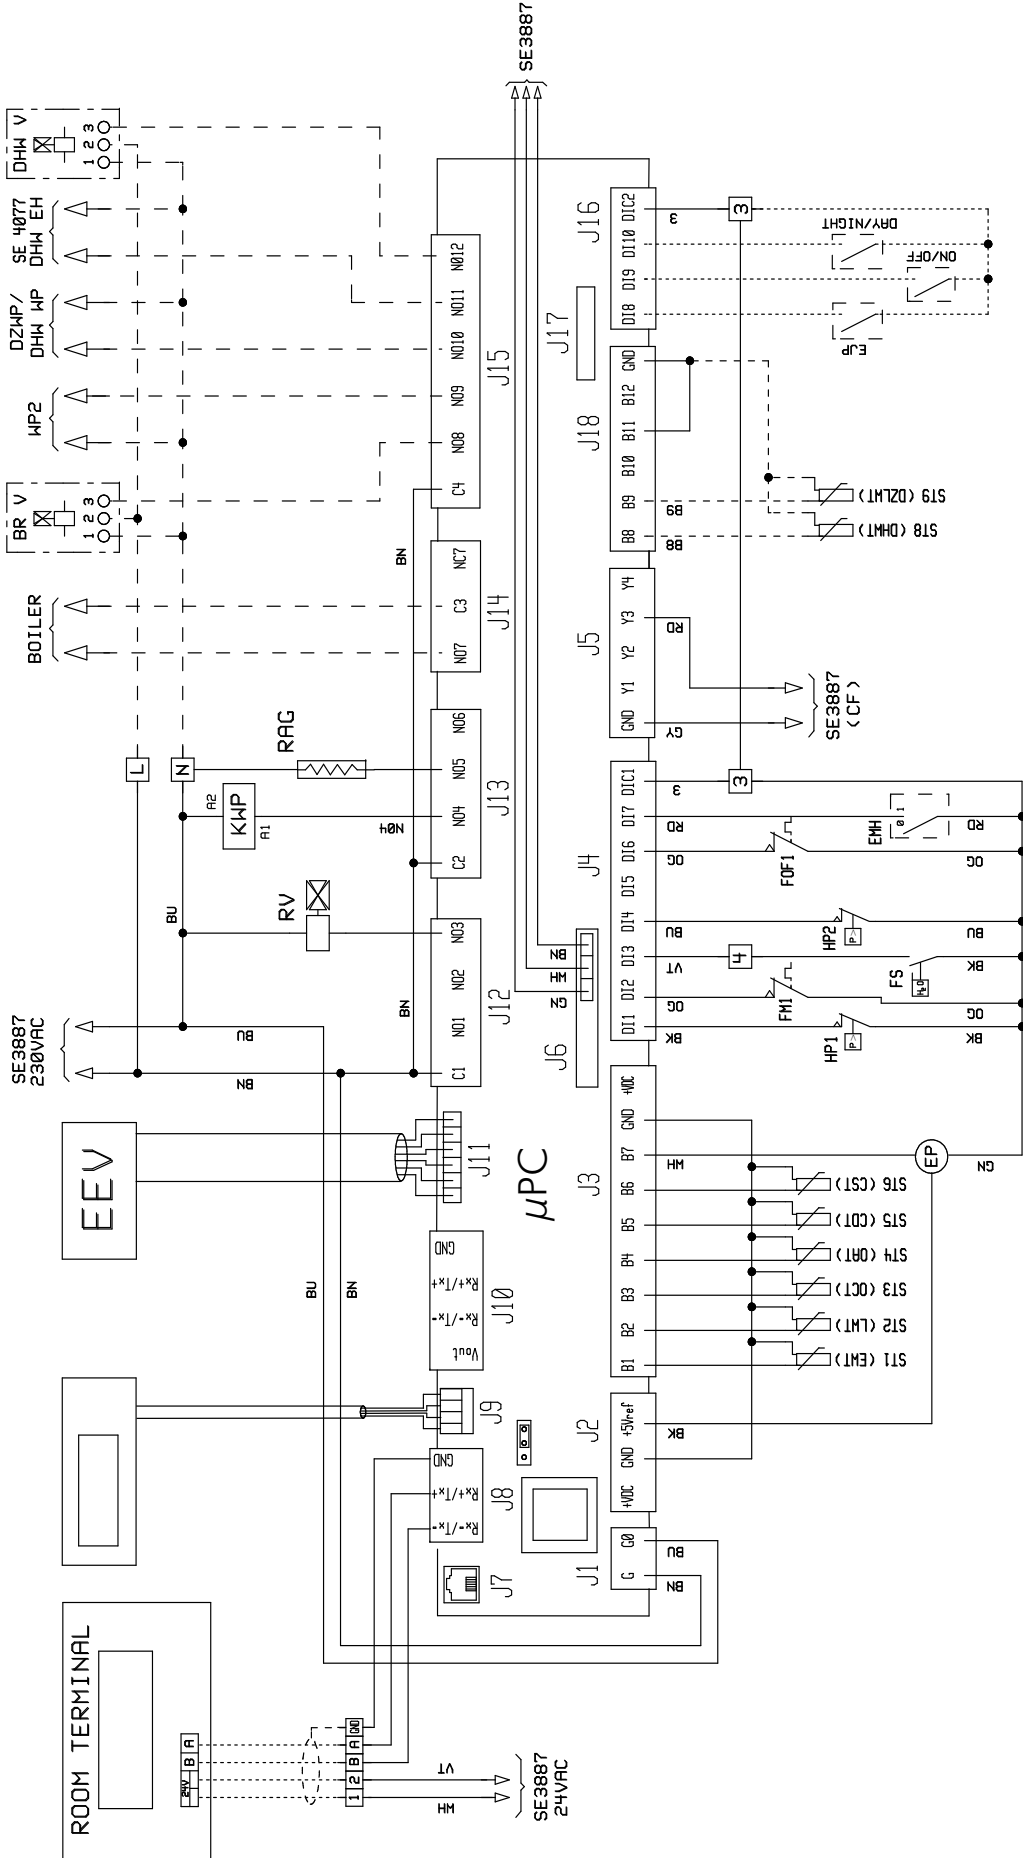 ROOM TERMINAL
24V B A
1 2 B A GND
WH
VT
SE3887
24VAC
EEV
SE3887
230VAC
BN
BU
BU
RV
KWP
A1
A2
N04
RAG
L
N
BOILER
BR V
1 2 3
WP2
DZWP/
DHW WP
SE 4077
DHW EH
DHW V
1 2 3
BU
BN
BN
BN
J7
J8
Rx-/Tx- Rx+/Tx+ GND
J9
J10
Vout Rx-/Tx- Rx+/Tx+ GND
J11
J12
C1 NO1 NO2 NO3
J13
C2 NO4 NO5 NO6
J14
NO7 C3 NC7
J15
C4 NO8 NO9 NO10 NO11 NO12
µPC
SE3887
J6
GN
WH
BN
J17
J1
G G0
BN
BU
J2
+VDC GND +5Vref
BK
J3
B1 B2 B3 B4 B5 B6 B7 GND +VDC
WH
J4
DI1 DI2 DI3 DI4 DI5 DI6 DI7 DIC1
BK
OG
VT
BU
OG
RD
3
J5
GND Y1 Y2 Y3 Y4
GY
RD
SE3887
(CF)
J18
B8 B9 B10 B11 B12 GND
B8
B9
J16
DI8 DI9 DI10 DIC2
3
ST1 (EWT)
ST2 (LWT)
ST3 (OCT)
ST4 (OAT)
ST5 (CDT)
ST6 (CST)
EP
GN
HP1
P>
BK
FM1
OG
4
FS
H2O
BK
HP2
P>
BU
FOF1
OG
EMH
0 1
RD
3
ST8 (DHWT)
ST9 (DZLWT)
EJP
ON/OFF
DAY/NIGHT
3